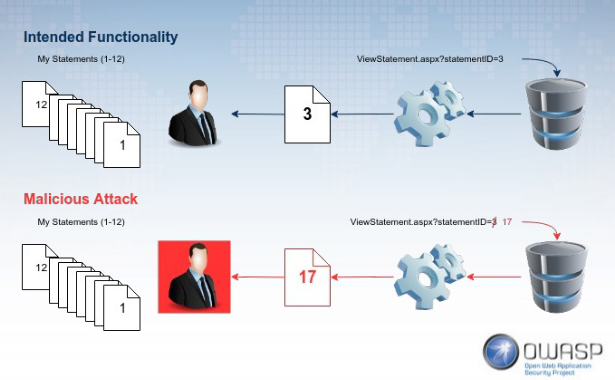 Intended Functionality
My Statements (1-12)
ViewStatement.aspx?statementID=3
12
1
3
Malicious Attack
My Statements (1-12)
ViewStatement.aspx?statementID=3 17
12
1
17
OWASP
Open Web Application
Security Project